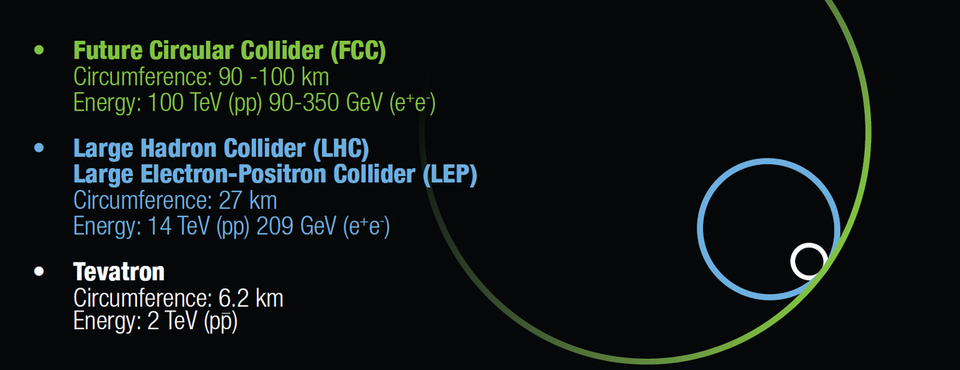 • Future Circular Collider (FCC)
Circumference: 90 -100 km
Energy: 100 TeV (pp) 90-350 GeV (e⁺e⁻)
• Large Hadron Collider (LHC)
Large Electron-Positron Collider (LEP)
Circumference: 27 km
Energy: 14 TeV (pp) 209 GeV (e⁺e⁻)
• Tevatron
Circumference: 6.2 km
Energy: 2 TeV (pp̅)